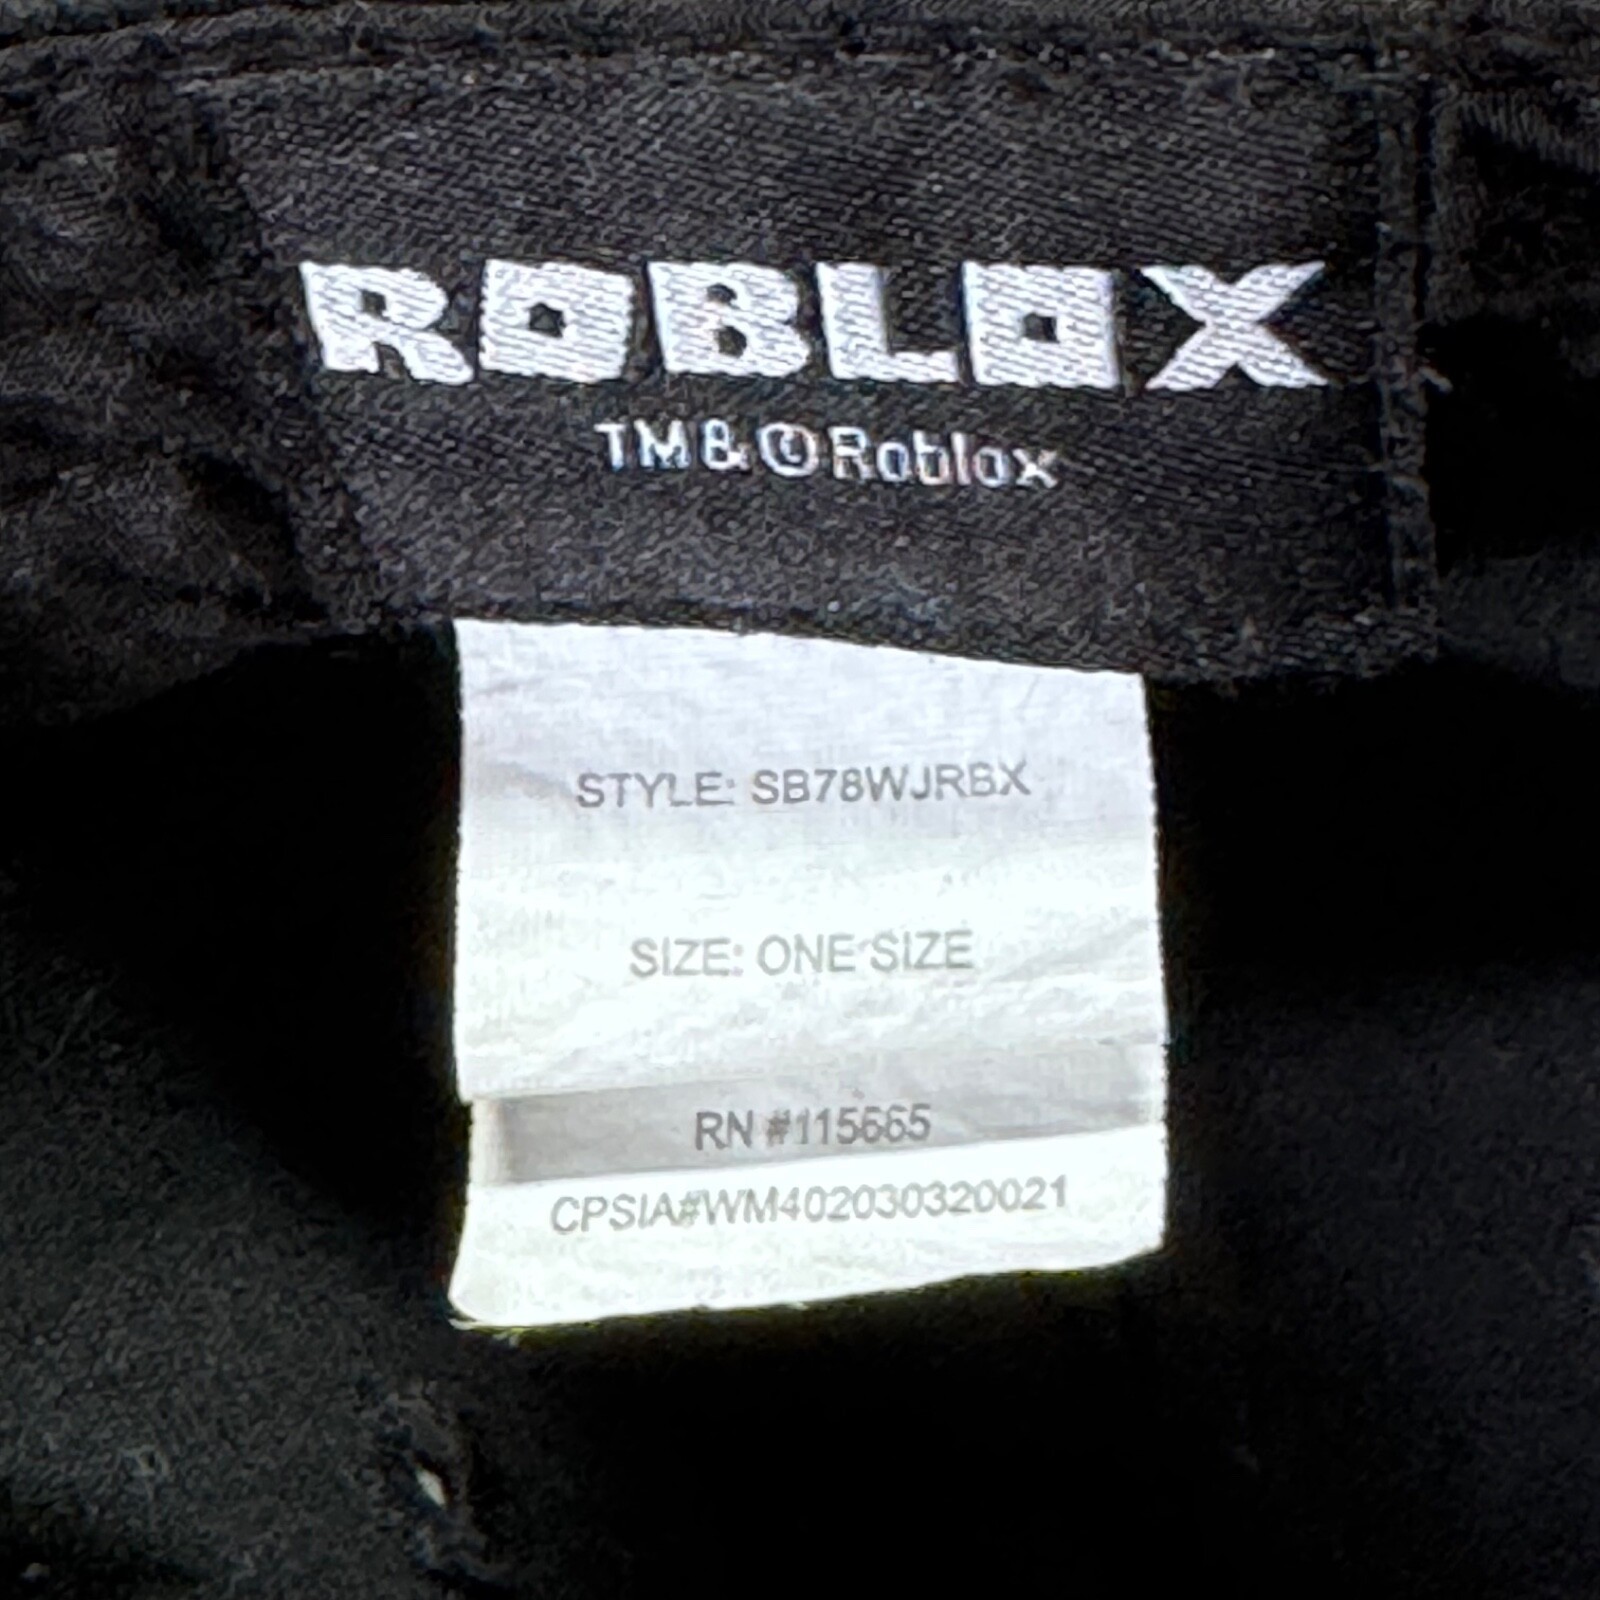 ROBLOX
TM & © Roblox
STYLE: SB78WJRBX
SIZE: ONE SIZE
RN #115665
CPSIA#WM402030320021